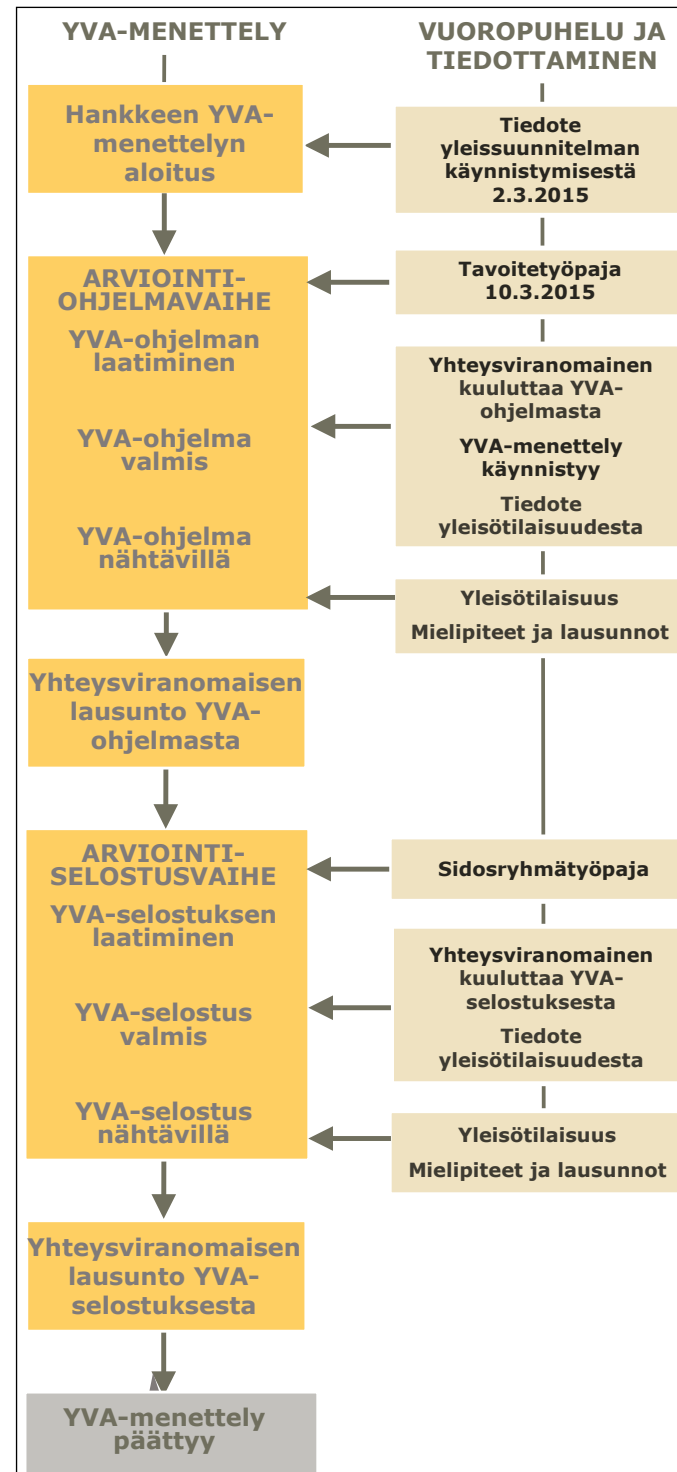 YVA-MENETTELY
Hankkeen YVA-
menettelyn
aloitus
ARVIOINTI-
OHJELMAVAIHE
YVA-ohjelman
laatiminen
YVA-ohjelma
valmis
YVA-ohjelma
nähtävillä
Yhteysviranomaisen
lausunto YVA-
ohjelmasta
ARVIOINTI-
SELOSTUSVAIHE
YVA-selostuksen
laatiminen
YVA-selostus
valmis
YVA-selostus
nähtävillä
Yhteysviranomaisen
lausunto YVA-
selostuksesta
YVA-menettely
päättyy
VUOROPUHELU JA
TIEDOTTAMINEN
Tiedote
yleissuunnitelman
käynnistymisestä
2.3.2015
Tavoitetyöpaja
10.3.2015
Yhteysviranomainen
kuuluttaa YVA-
ohjelmasta
YVA-menettely
käynnistyy
Tiedote
yleisötilaisuudesta
Yleisötilaisuus
Mielipiteet ja lausunnot
Sidosryhmätyöpaja
Yhteysviranomainen
kuuluttaa YVA-
selostuksesta
Tiedote
yleisötilaisuudesta
Yleisötilaisuus
Mielipiteet ja lausunnot